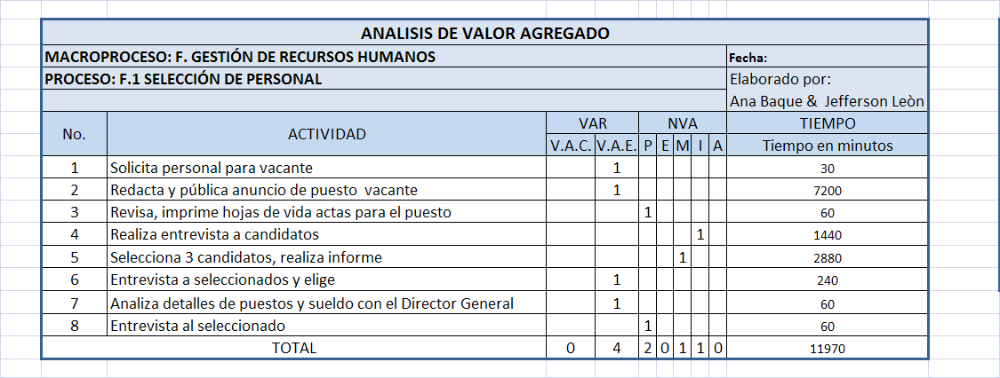 ANALISIS DE VALOR AGREGADO
MACROPROCESO: F. GESTIÓN DE RECURSOS HUMANOS Fecha:
PROCESO: F.1 SELECCIÓN DE PERSONAL Elaborado por:
Ana Baque & Jefferson Leòn
No. ACTIVIDAD VAR NVA TIEMPO
V.A.C. V.A.E. P E M I A Tiempo en minutos
1 Solicita personal para vacante 1 30
2 Redacta y pública anuncio de puesto vacante 1 7200
3 Revisa, imprime hojas de vida actas para el puesto 1 60
4 Realiza entrevista a candidatos 1 1440
5 Selecciona 3 candidatos, realiza informe 1 2880
6 Entrevista a seleccionados y elige 1 240
7 Analiza detalles de puestos y sueldo con el Director General 1 60
8 Entrevista al seleccionado 1 60
TOTAL 0 4 2 0 1 1 0 11970